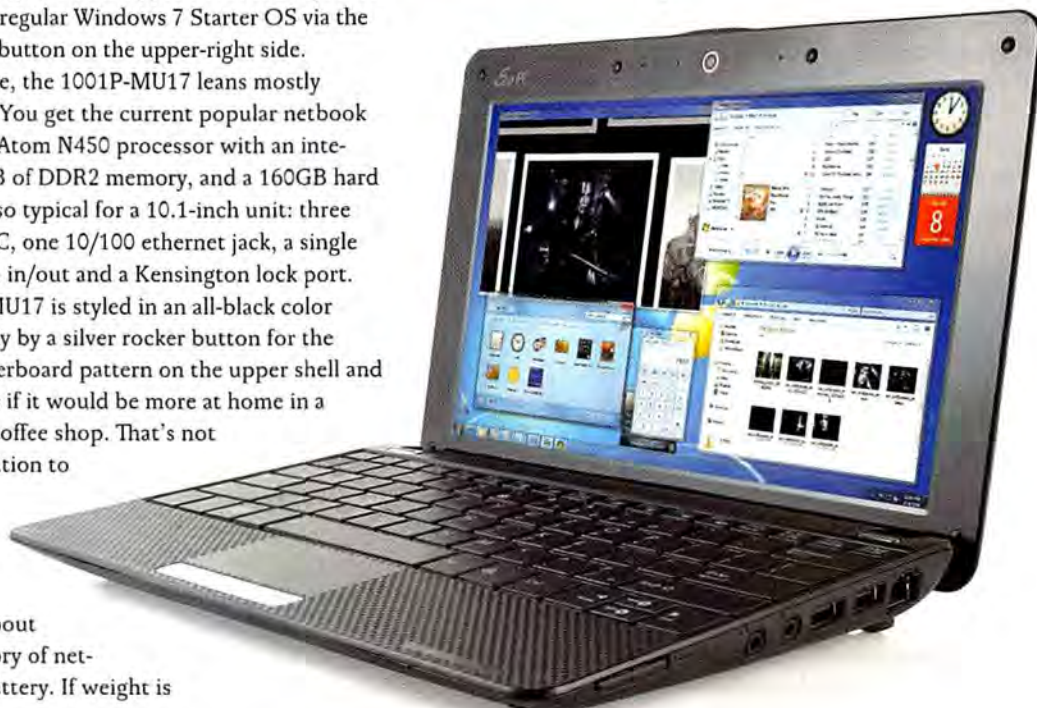 regular Windows 7 Starter OS via the
button on the upper-right side.
e, the 1001P-MU17 leans mostly
You get the current popular netbook
Atom N450 processor with an inte-
B of DDR2 memory, and a 160GB hard
so typical for a 10.1-inch unit: three
C, one 10/100 ethernet jack, a single
in/out and a Kensington lock port.
MU17 is styled in an all-black color
y by a silver rocker button for the
erboard pattern on the upper shell and
if it would be more at home in a
offee shop. That's not
tion to
out
ory of net-
ttery. If weight is
Eee PC
8